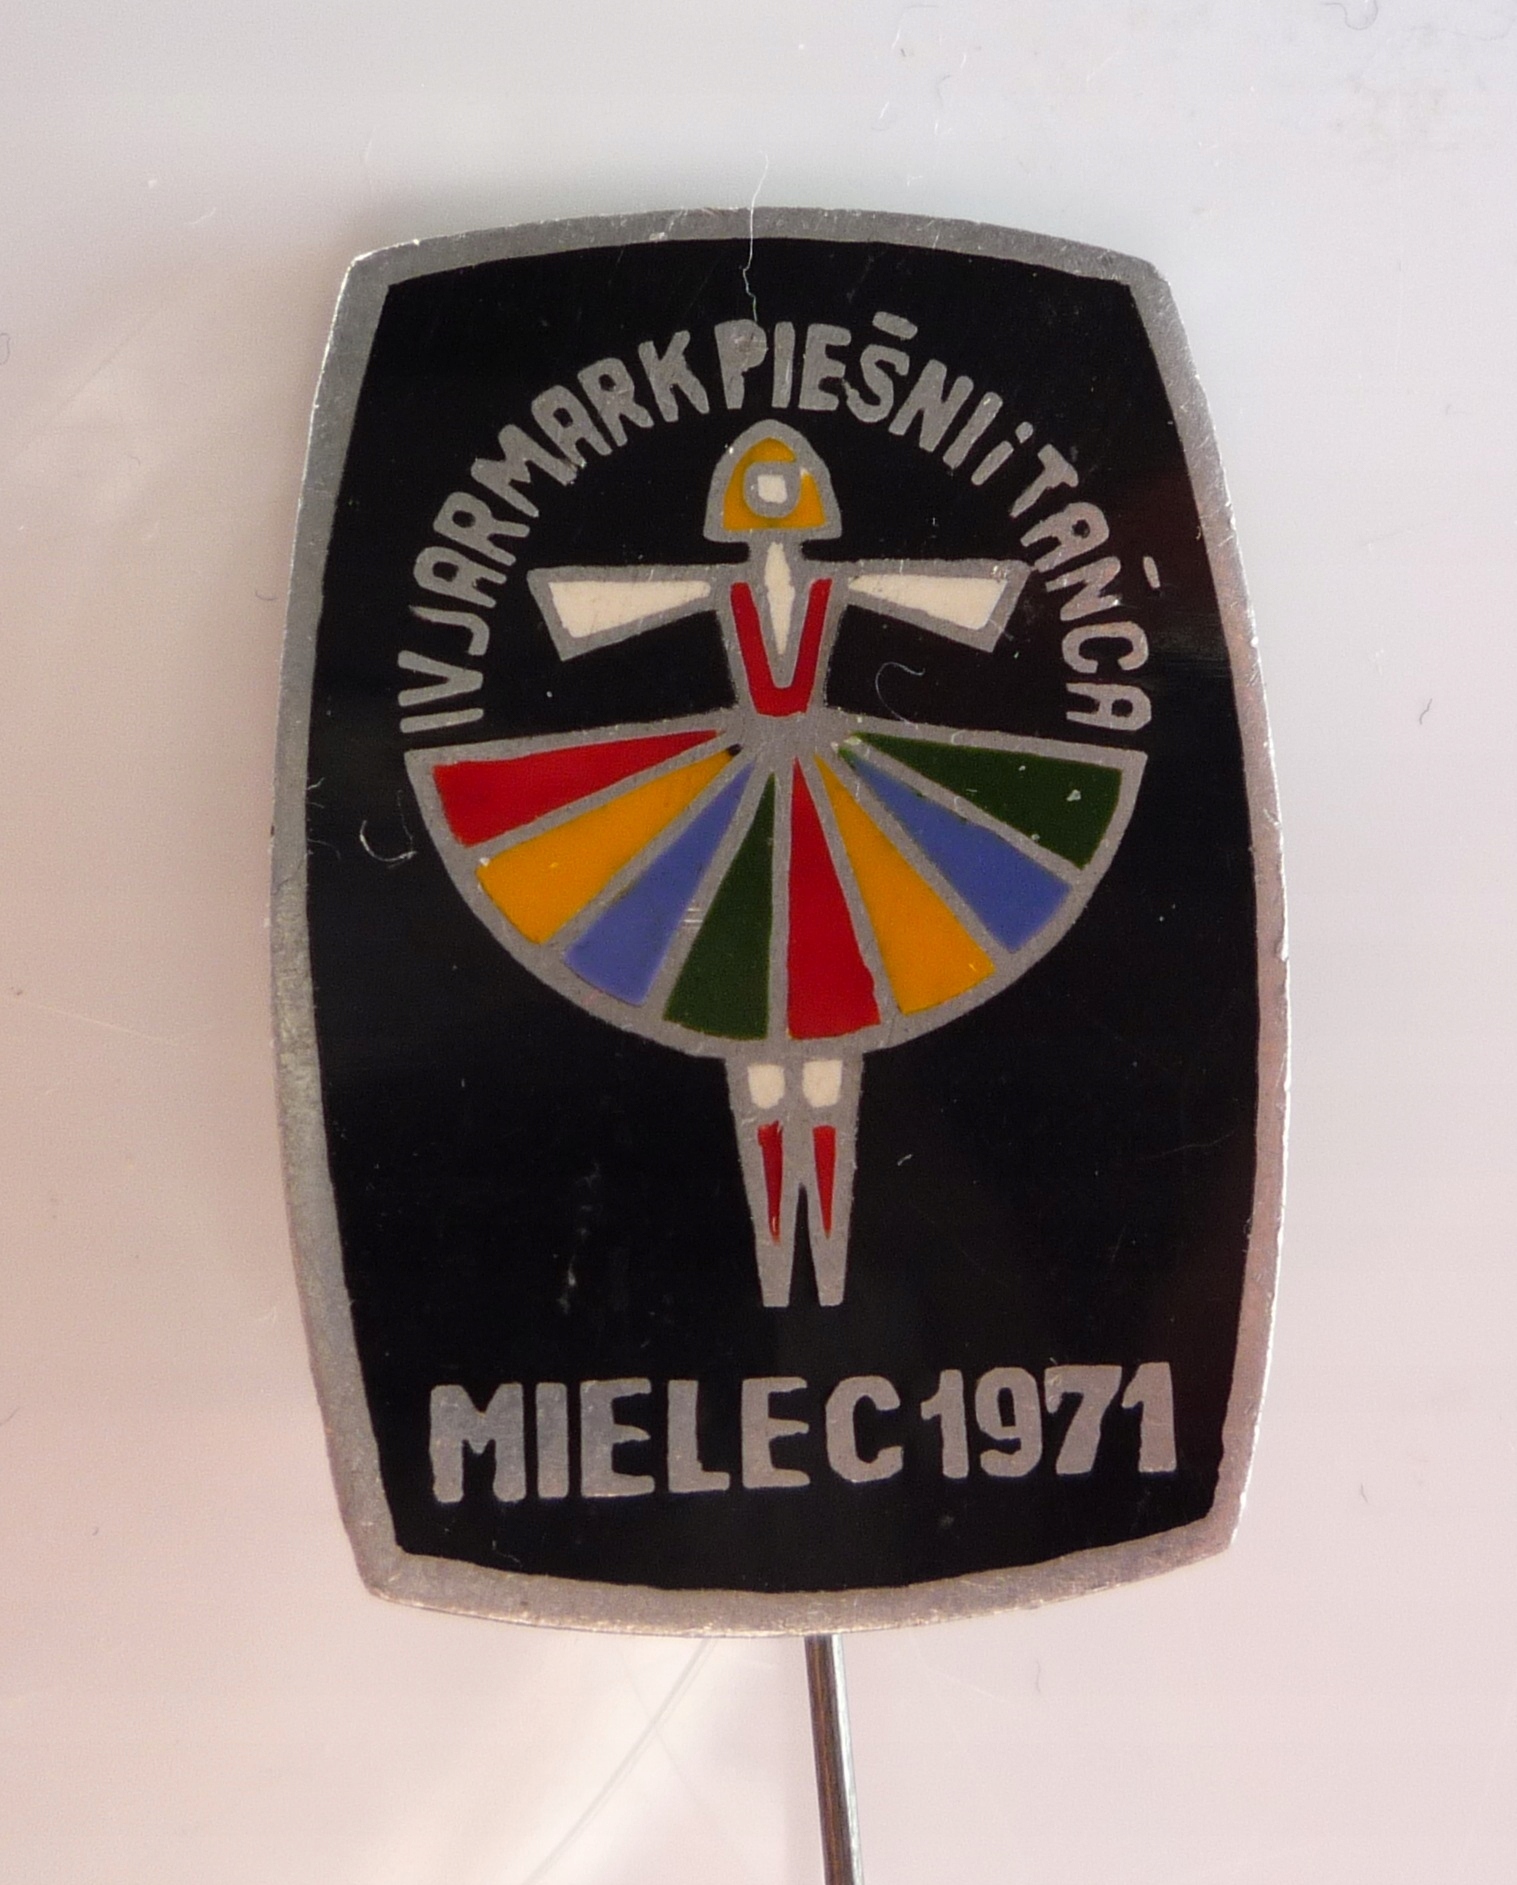 IV JARMARK PIEŚNI i TAŃCA
MIELEC 1971